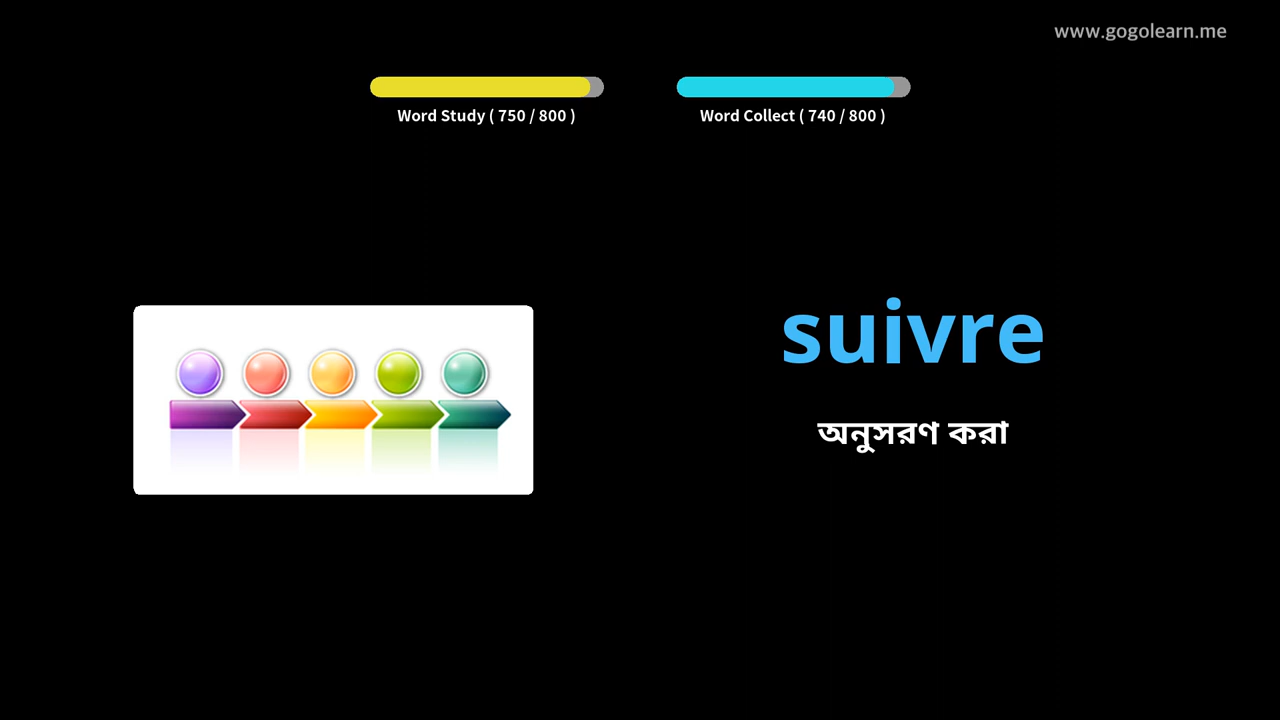 www.gogolearn.me
Word Study ( 750 / 800 )
Word Collect ( 740 / 800 )
suivre
অনুসরণ করা